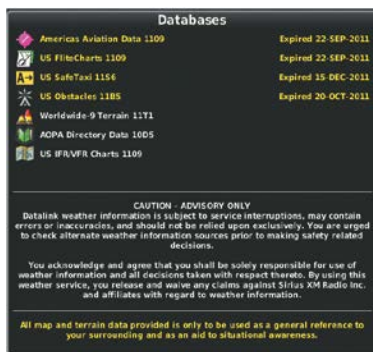 Databases
Americas Aviation Data 1109 Expired 22-SEP-2011
US FliteCharts 1109 Expired 22-SEP-2011
US SafeTaxi 11S6 Expired 15-DEC-2011
US Obstacles 11B5 Expired 20-OCT-2011
Worldwide-9 Terrain 11T1
AOPA Directory Data 10D5
US IFR/VFR Charts 1109
CAUTION - ADVISORY ONLY
Datalink weather information is subject to service interruptions, may contain
errors or inaccuracies, and should not be relied upon exclusively. You are urged
to check alternate weather information sources prior to making safety related
decisions.
You acknowledge and agree that you shall be solely responsible for use of
weather information and all decisions taken with respect thereto. By using this
weather service, you release and waive any claims against Sirius XM Radio Inc.
and affiliates with regard to weather information.
All map and terrain data provided is only to be used as a general reference to
your surrounding and as an aid to situational awareness.